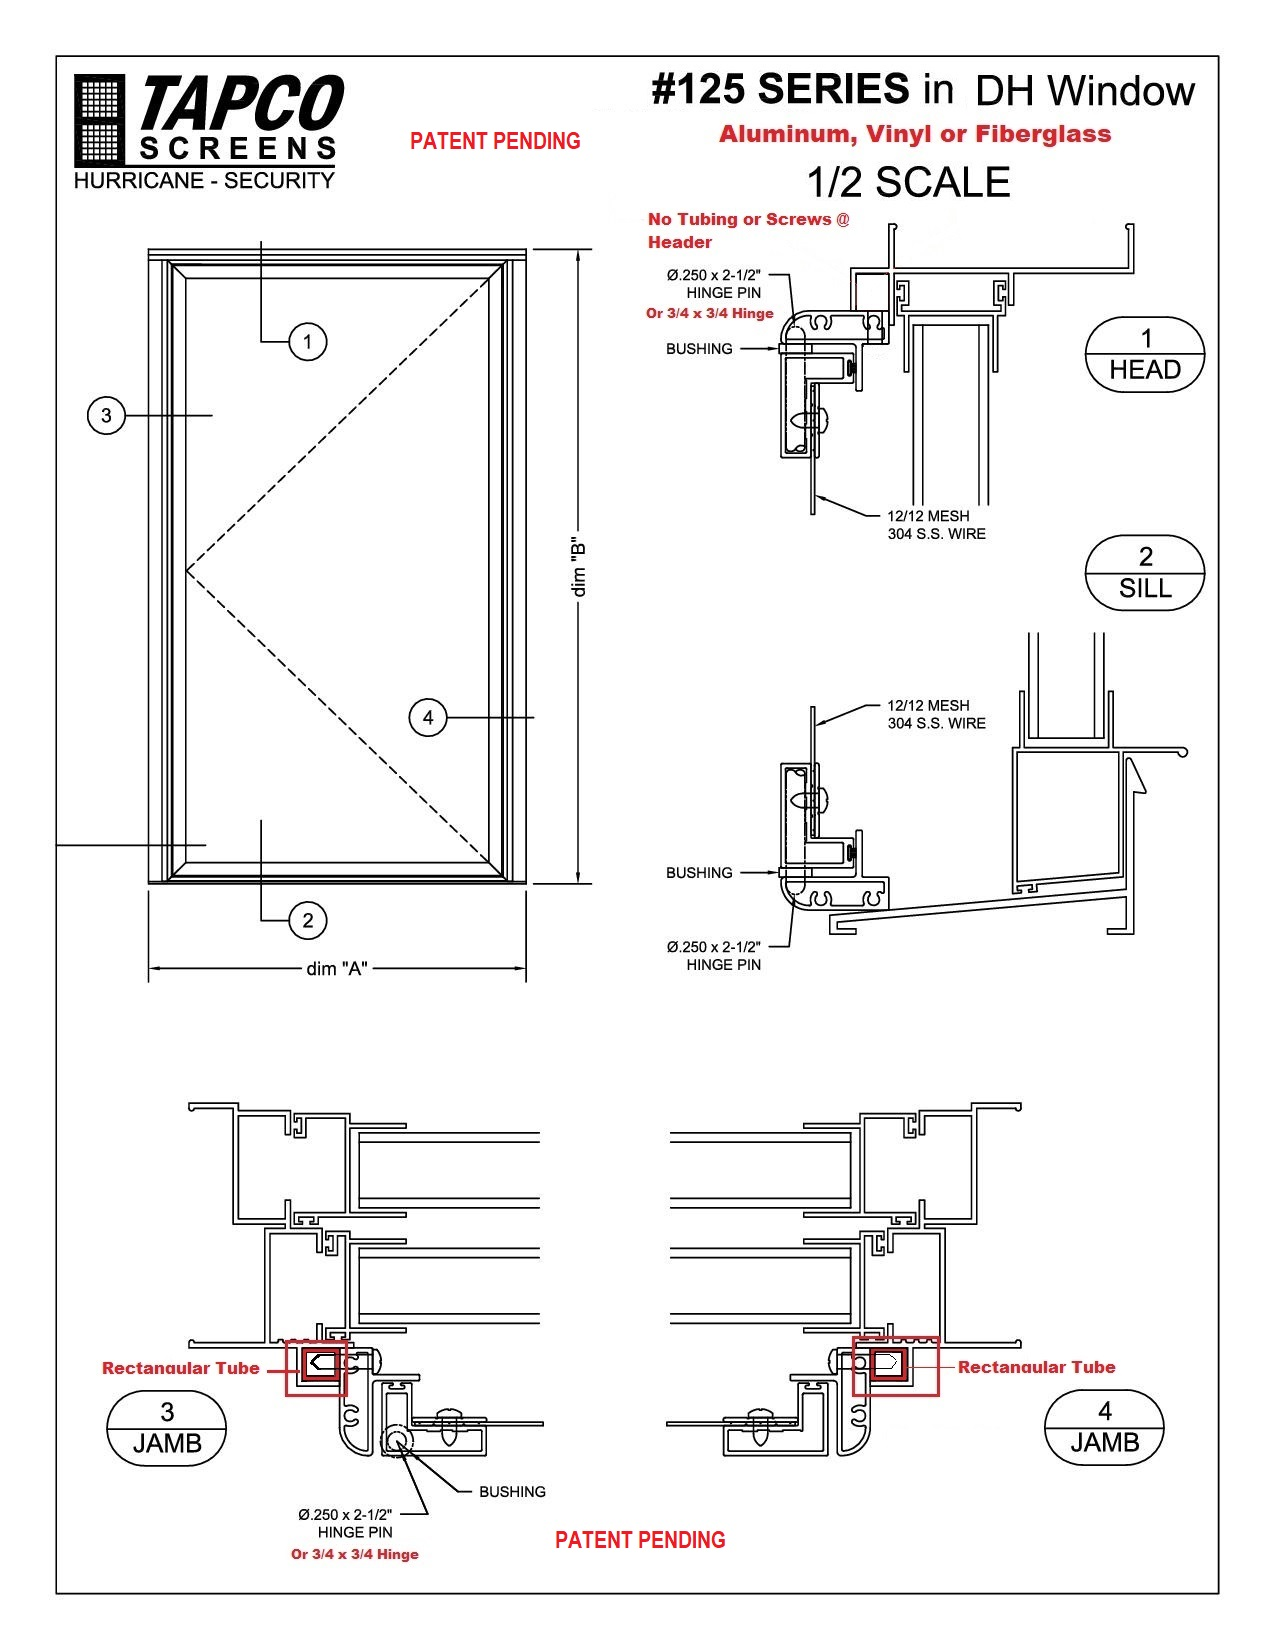 TAPCO
SCREENS
HURRICANE - SECURITY
PATENT PENDING
#125 SERIES in DH Window
Aluminum, Vinyl or Fiberglass
1/2 SCALE
No Tubing or Screws @
Header
Ø.250 x 2-1/2"
HINGE PIN
Or 3/4 x 3/4 Hinge
BUSHING
12/12 MESH
304 S.S. WIRE
1
HEAD
2
SILL
1
3
4
2
dim "B"
dim "A"
12/12 MESH
304 S.S. WIRE
BUSHING
Ø.250 x 2-1/2"
HINGE PIN
Rectangular Tube
3
JAMB
BUSHING
Ø.250 x 2-1/2"
HINGE PIN
Or 3/4 x 3/4 Hinge
Rectangular Tube
4
JAMB
PATENT PENDING